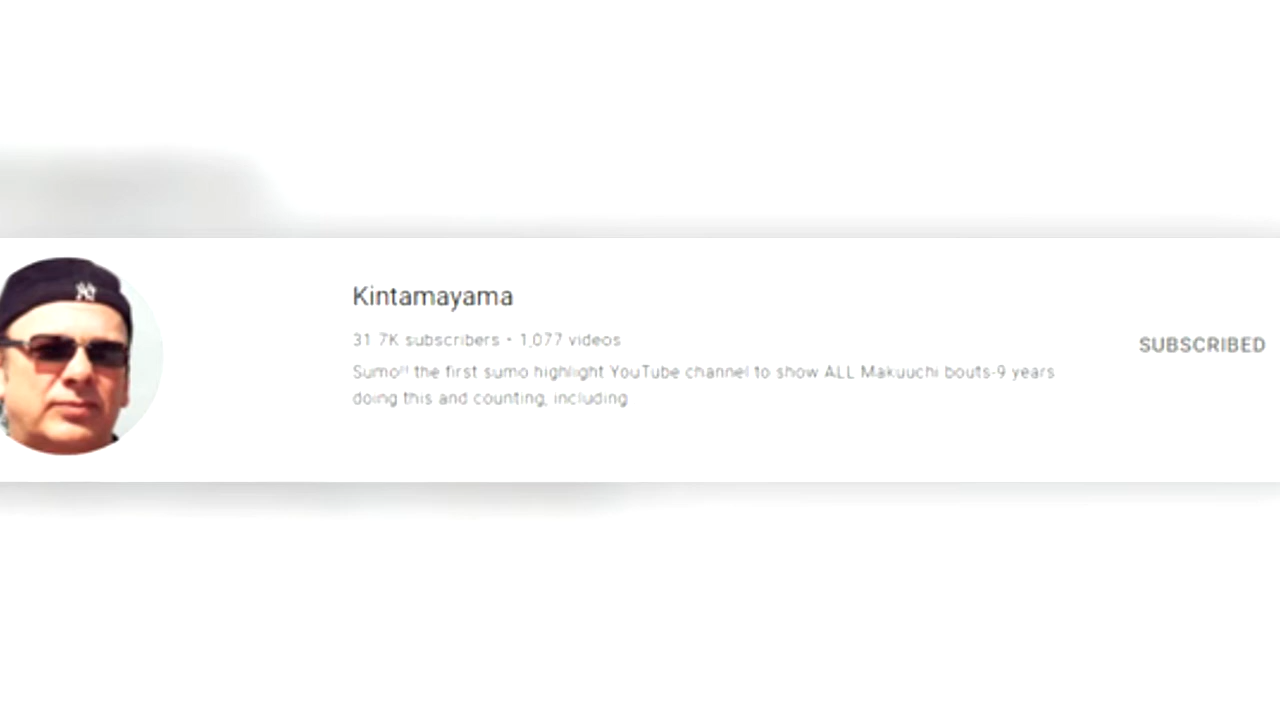 Kintamayama
31.7K subscribers • 1,077 videos
SUBSCRIBED
Sumo!! the first sumo highlight YouTube channel to show ALL Makuuchi bouts-9 years
doing this and counting, including